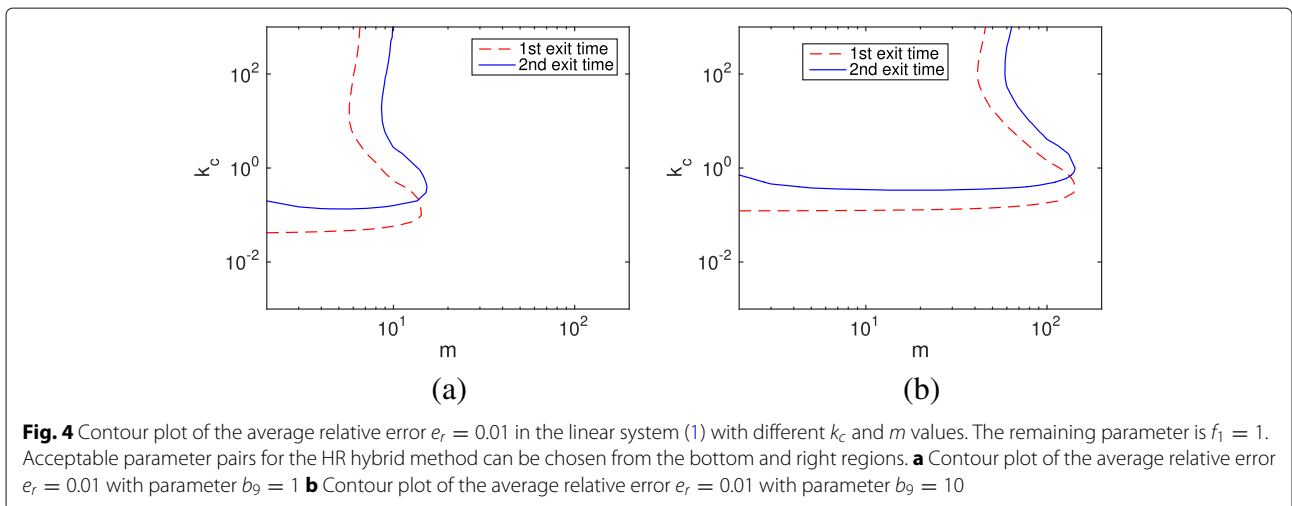 1st exit time
2nd exit time
10^2
10^0
10^-2
k_c
10^1
10^2
m
(a)
1st exit time
2nd exit time
10^2
10^0
10^-2
k_c
10^1
10^2
m
(b)
Fig. 4 Contour plot of the average relative error e_r = 0.01 in the linear system (1) with different k_c and m values. The remaining parameter is f_1 = 1.
Acceptable parameter pairs for the HR hybrid method can be chosen from the bottom and right regions. a Contour plot of the average relative error
e_r = 0.01 with parameter b_9 = 1 b Contour plot of the average relative error e_r = 0.01 with parameter b_9 = 10